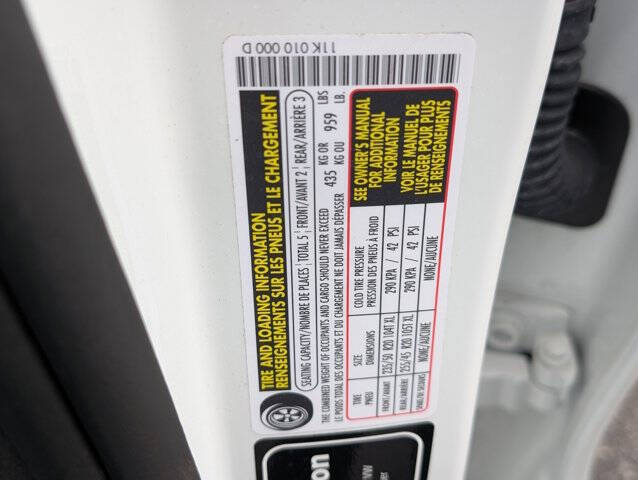 11K 010 000 D
TIRE AND LOADING INFORMATION
RENSEIGNEMENTS SUR LES PNEUS ET LE CHARGEMENT
SEATING CAPACITY/NOMBRE DE PLACES TOTAL 5 FRONT/AVANT 2 REAR/ARRIÈRE 3
THE COMBINED WEIGHT OF OCCUPANTS AND CARGO SHOULD NEVER EXCEED 435 KG OR 959 LBS
LE POIDS TOTAL DES OCCUPANTS ET DU CHARGEMENT NE DOIT JAMAIS DÉPASSER 435 KG OU 959 LB.
TIRE SIZE COLD TIRE PRESSURE
PNEU DIMENSIONS PRESSION DES PNEUS À FROID
FRONT/AVANT 235/50 R20 104T XL 290 KPA / 42 PSI
REAR/ARRIÈRE 255/45 R20 105T XL 290 KPA / 42 PSI
SPARE/DE SECOURS NONE/AUCUNE NONE/AUCUNE
SEE OWNER'S MANUAL
FOR ADDITIONAL
INFORMATION
VOIR LE MANUEL DE
L'USAGER POUR PLUS
DE RENSEIGNEMENTS